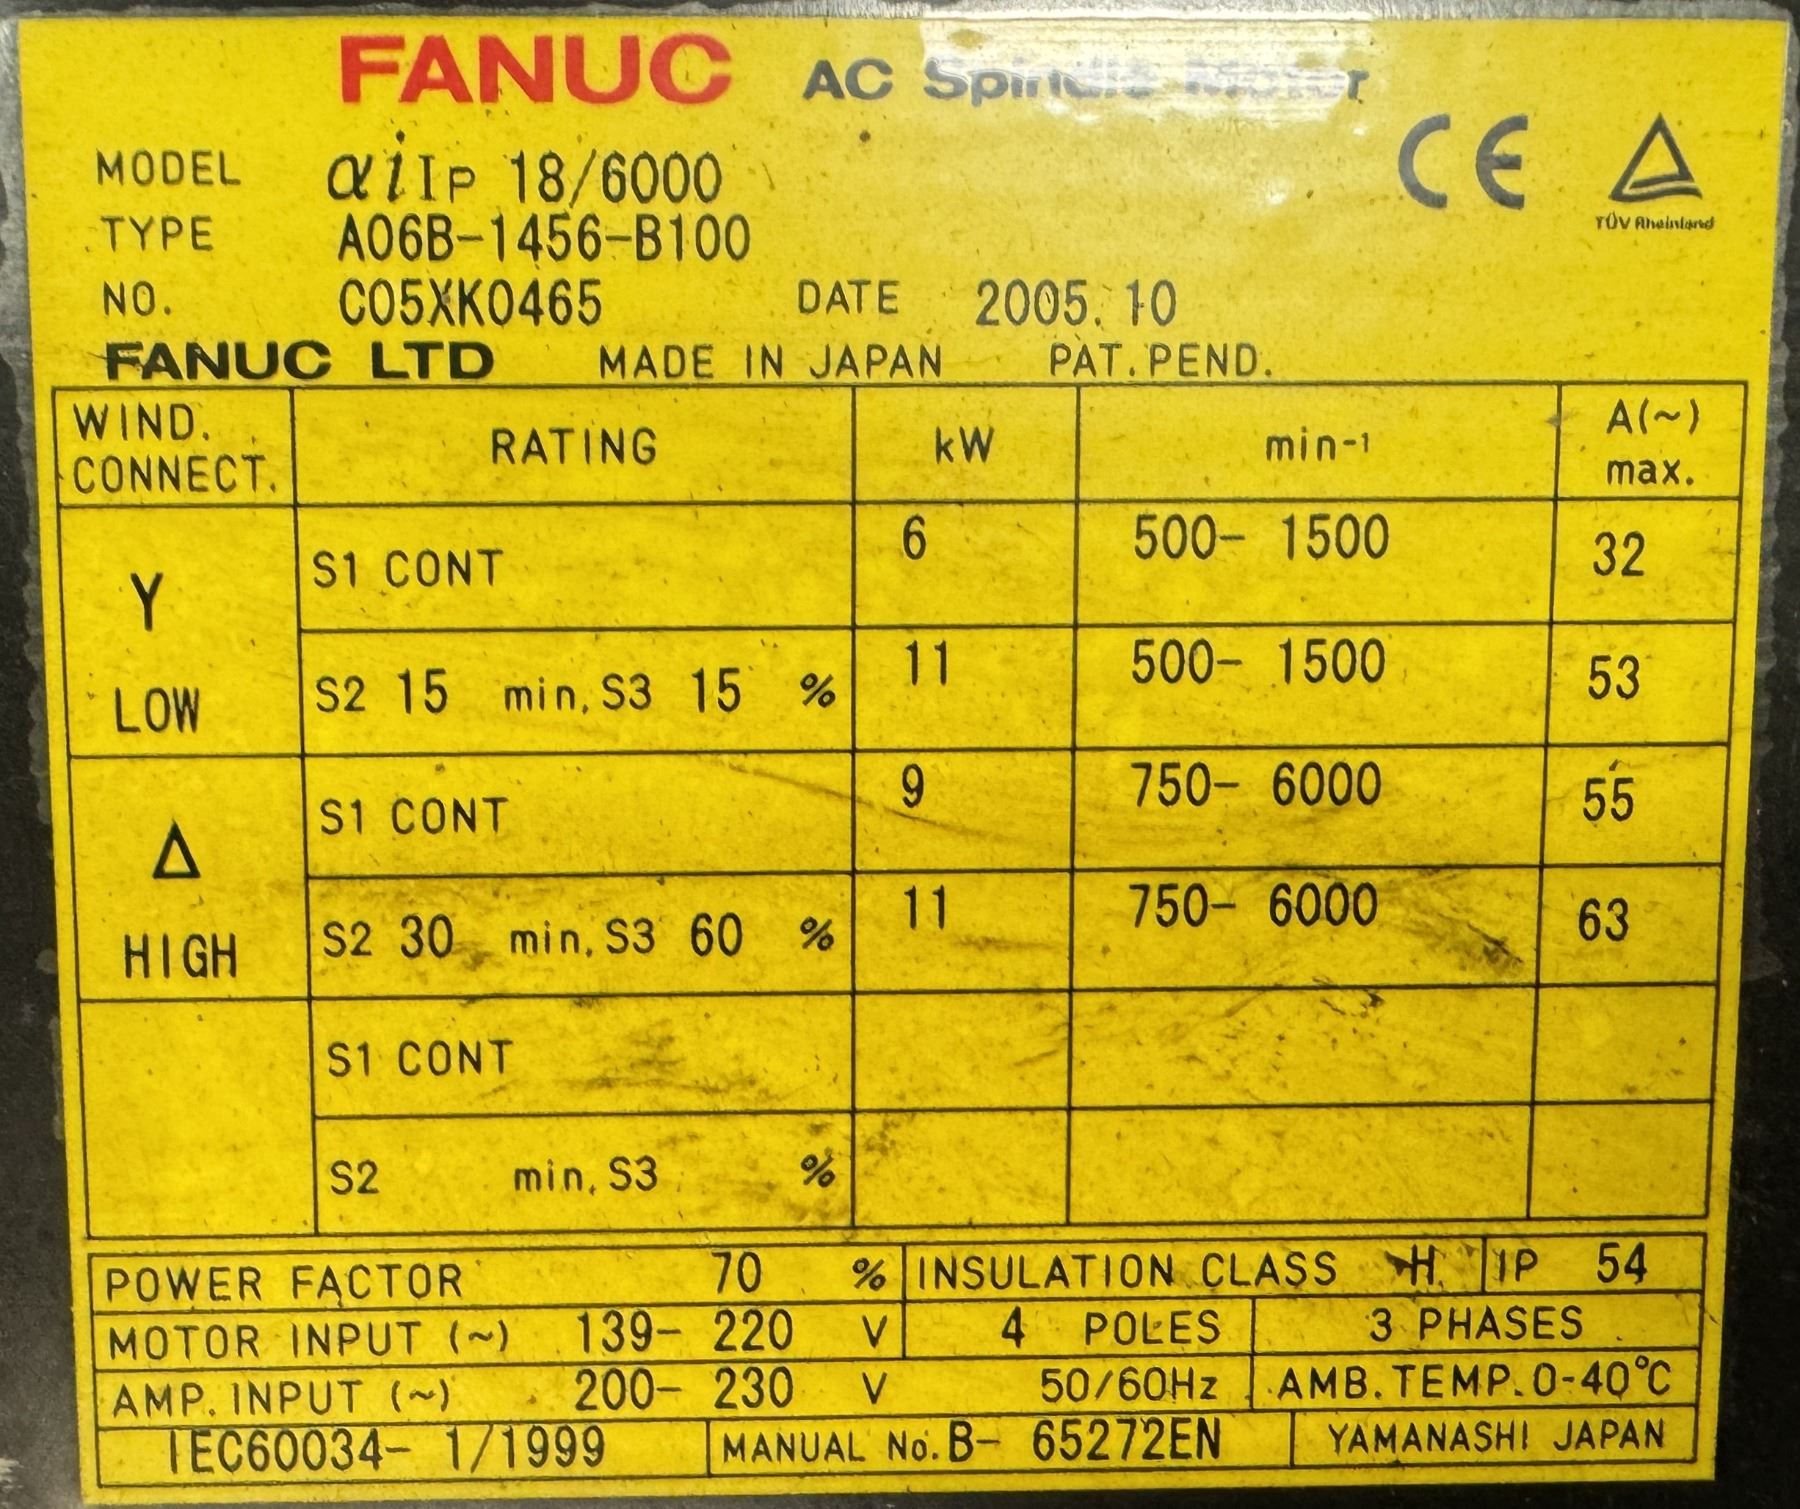 FANUC AC Spindle Motor
CE
MODEL αiIP 18/6000
TYPE A06B-1456-B100
TÜV Rheinland
NO. C05XK0465 DATE 2005.10
FANUC LTD MADE IN JAPAN PAT.PEND.
WIND. CONNECT. RATING kW min-1 A(~) max.
Y LOW S1 CONT 6 500- 1500 32
S2 15 min, S3 15 % 11 500- 1500 53
Δ HIGH S1 CONT 9 750- 6000 55
S2 30 min, S3 60 % 11 750- 6000 63
S1 CONT
S2 min, S3 %
POWER FACTOR 70 % INSULATION CLASS H IP 54
MOTOR INPUT (~) 139- 220 V 4 POLES 3 PHASES
AMP. INPUT (~) 200- 230 V 50/60Hz AMB.TEMP.0-40°C
IEC60034- 1/1999 MANUAL No.B- 65272EN YAMANASHI JAPAN